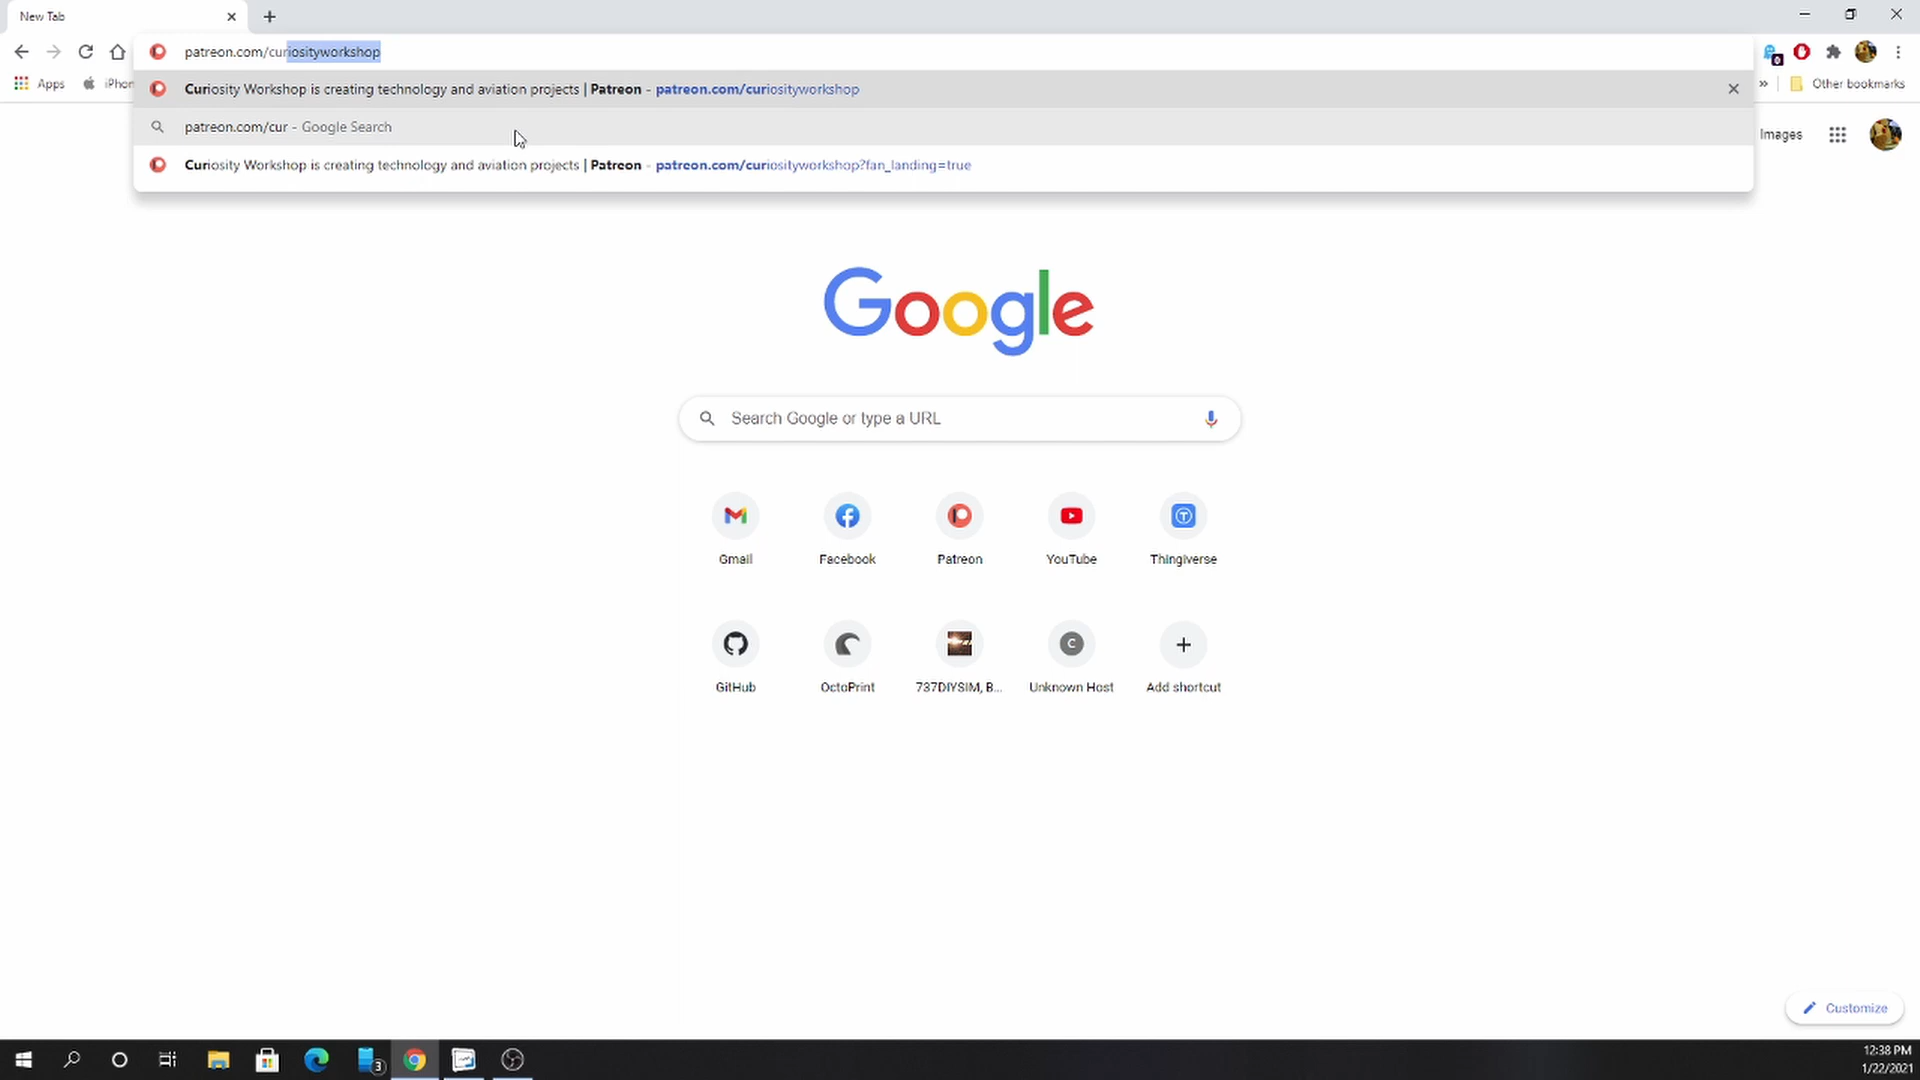 New Tab
patreon.com/curiosityworkshop
Apps
iPhon
Curiosity Workshop is creating technology and aviation projects | Patreon - patreon.com/curiosityworkshop
»
Other bookmarks
patreon.com/cur - Google Search
Images
Curiosity Workshop is creating technology and aviation projects | Patreon - patreon.com/curiosityworkshop?fan_landing=true
Google
Search Google or type a URL
Gmail
Facebook
Patreon
YouTube
Thingiverse
GitHub
OctoPrint
737DIYSIM, B...
C
Unknown Host
Add shortcut
Customize
3
12:38 PM
1/22/2021